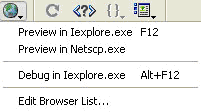 Preview in Iexplore.exe F12
Preview in Netscp.exe
Debug in Iexplore.exe Alt+F12
Edit Browser List...